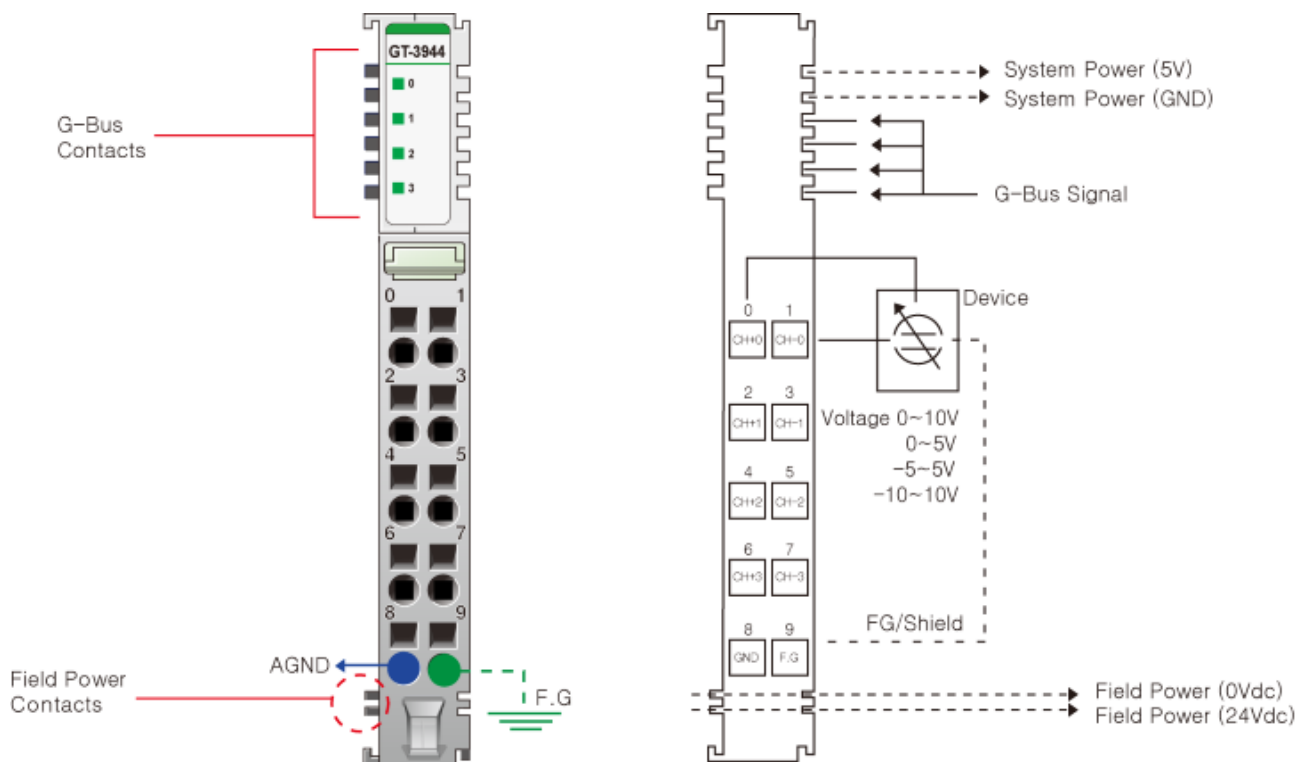 GT-3944
0
1
2
3
G-Bus
Contacts
0 1
2 3
4 5
6 7
8 9
AGND
F.G
Field Power
Contacts
System Power (5V)
System Power (GND)
G-Bus Signal
Device
0 1
CH+0 CH-0
2 3
CH+1 CH-1
Voltage 0~10V
0~5V
-5~5V
-10~10V
4 5
CH+2 CH-2
6 7
CH+3 CH-3
FG/Shield
8 9
GND F.G
Field Power (0Vdc)
Field Power (24Vdc)